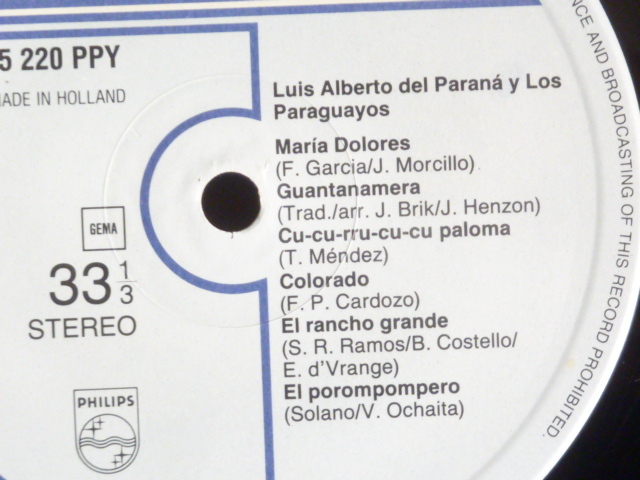 5 220 PPY
MADE IN HOLLAND
GEMA
33 1/3
STEREO
PHILIPS
Luis Alberto del Paraná y Los
Paraguayos
María Dolores
(F. Garcia/J. Morcillo)
Guantanamera
(Trad./arr. J. Brik/J. Henzon)
Cu-cu-rru-cu-cu paloma
(T. Méndez)
Colorado
(F. P. Cardozo)
El rancho grande
(S. R. Ramos/B. Costello/
E. d'Vrange)
El porompompero
(Solano/V. Ochaita)
NCE AND BROADCASTING OF THIS RECORD PROHIBITED.